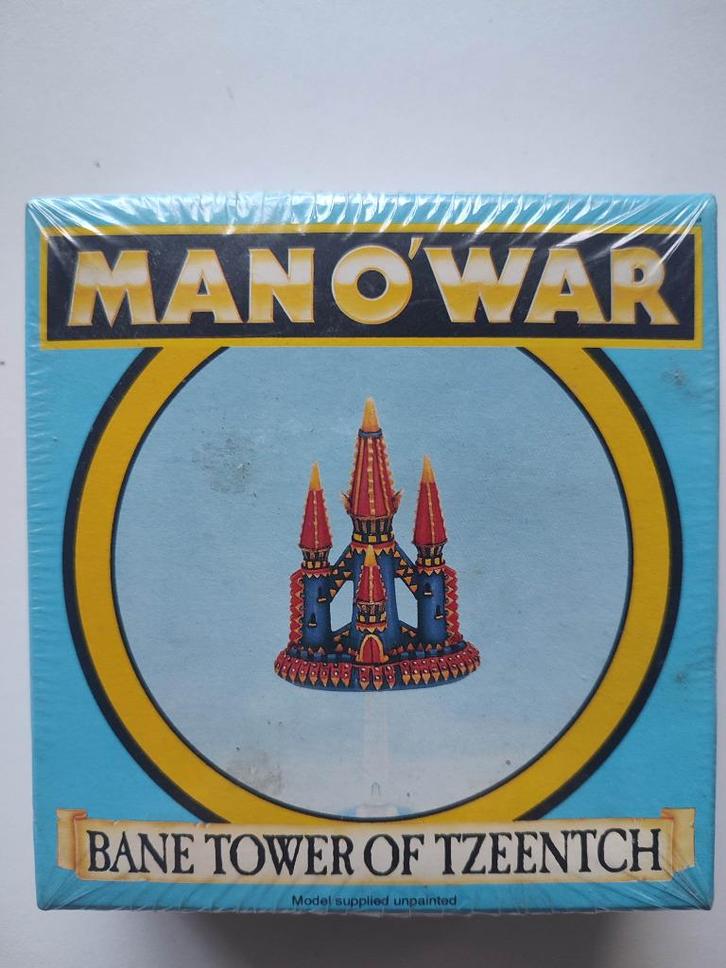 MAN O'WAR
BANE TOWER OF TZEENTCH
Model supplied unpainted